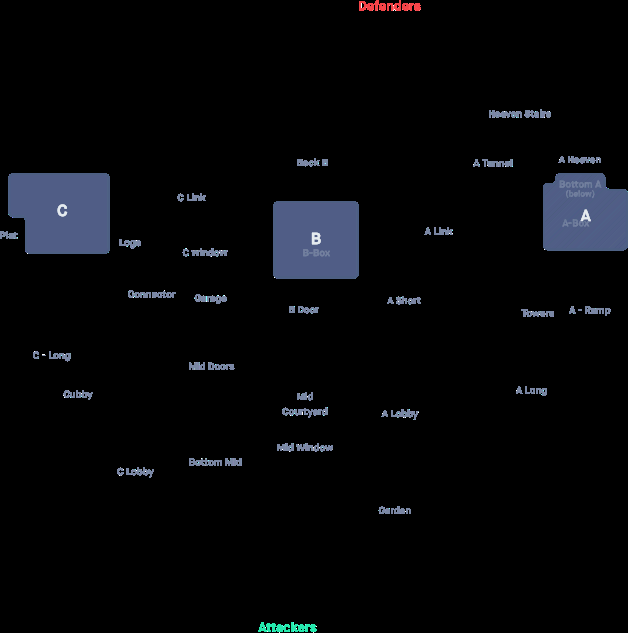 Defenders
Heaven Stairs
Back B
A Tunnel
A Heaven
Bottom A
(below)
C Link
C
A-Box
A
Plat
Logs
B
A Link
C window
B-Box
Connector
Garage
A Short
B Door
Towers
A - Ramp
C - Long
Mid Doors
Cubby
A Long
Mid
Courtyard
A Lobby
Mid Window
Bottom Mid
C Lobby
Garden
Attackers